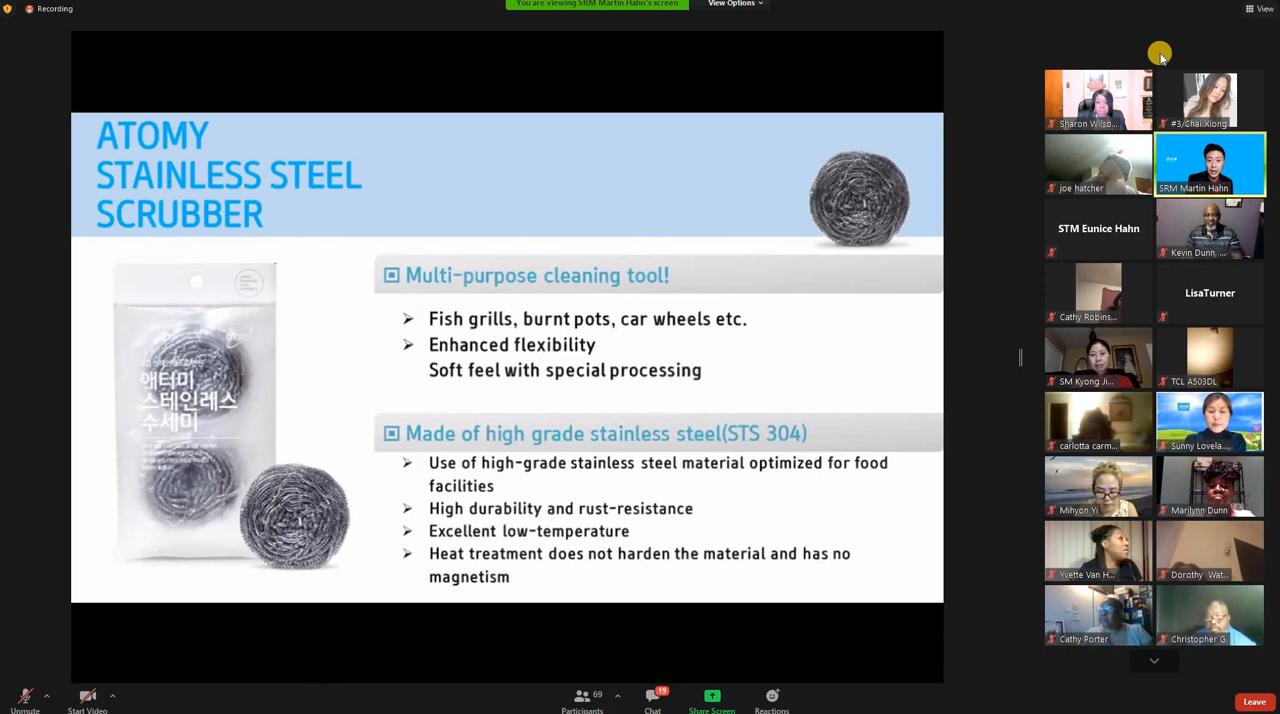 Recording
You are viewing SRM Martin Hahn's screen
View Options
View
ATOMY
STAINLESS STEEL
SCRUBBER
Multi-purpose cleaning tool!
Fish grills, burnt pots, car wheels etc.
Enhanced flexibility
Soft feel with special processing
애터미
스테인레스
수세미
Made of high grade stainless steel(STS 304)
Use of high-grade stainless steel material optimized for food
facilities
High durability and rust-resistance
Excellent low-temperature
Heat treatment does not harden the material and has no
magnetism
Sharon Wilso...
#3/Chai Xiong
joe hatcher
SRM Martin Hahn
STM Eunice Hahn
Kevin Dunn, ...
Cathy Robins...
LisaTurner
SM Kyong Ji...
TCL A503DL
carlotta carm...
Sunny Lovela...
Mihyon Yi
Marilynn Dunn
Yvette Van H...
Dorothy Wat...
Cathy Porter
Christopher G.
Unmute
Start Video
69
Participants
19
Chat
Share Screen
Reactions
Leave